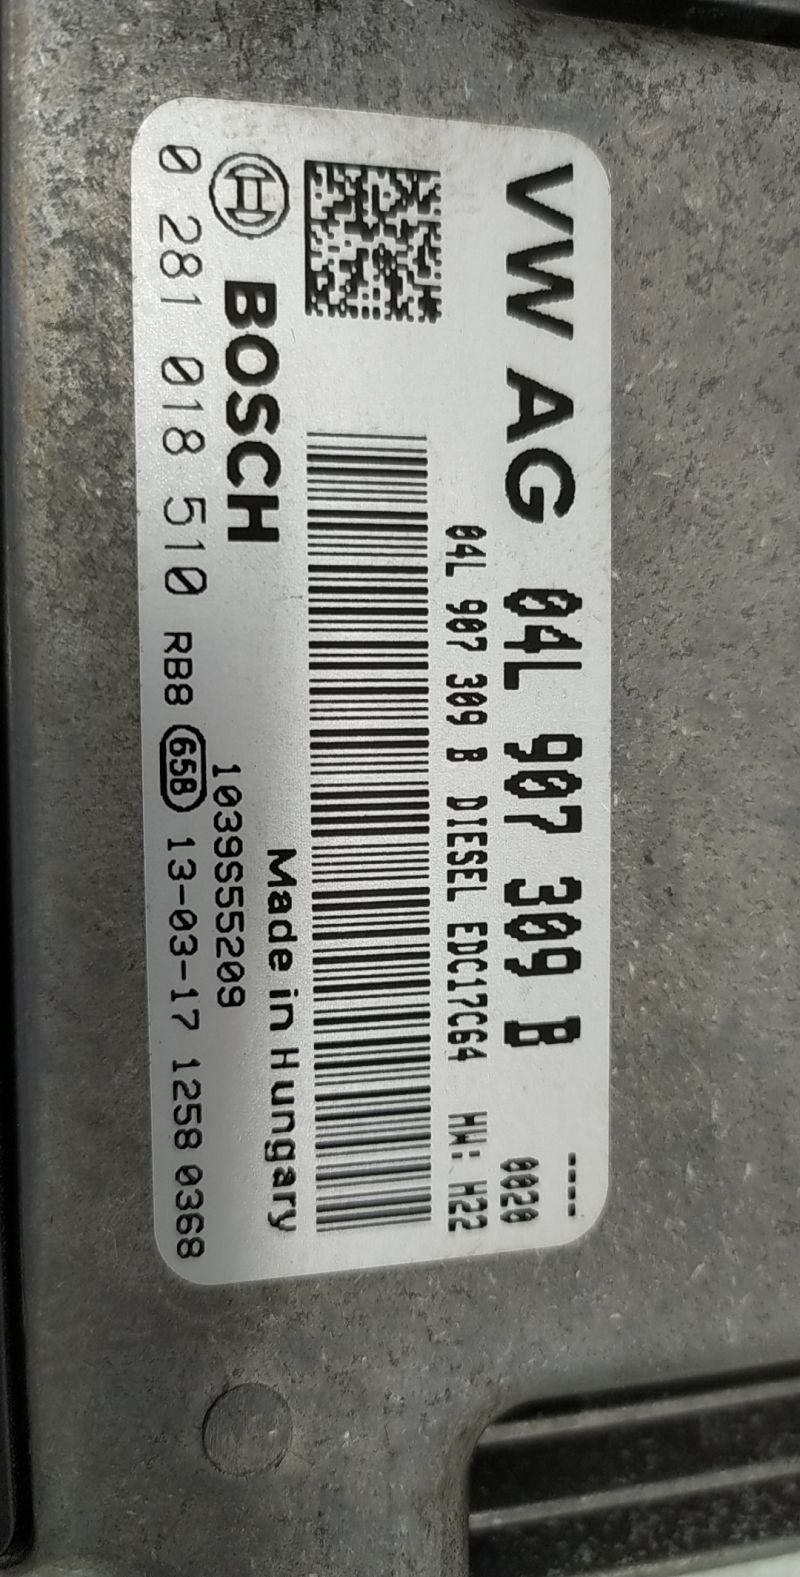 VW AG 04L 907 309 B ----
0020
04L 907 309 B DIESEL EDC17C64 HW: H22
Made in Hungary
BOSCH
1039S55209
0 281 018 510 RB8 65B 13-03-17 1258 0368